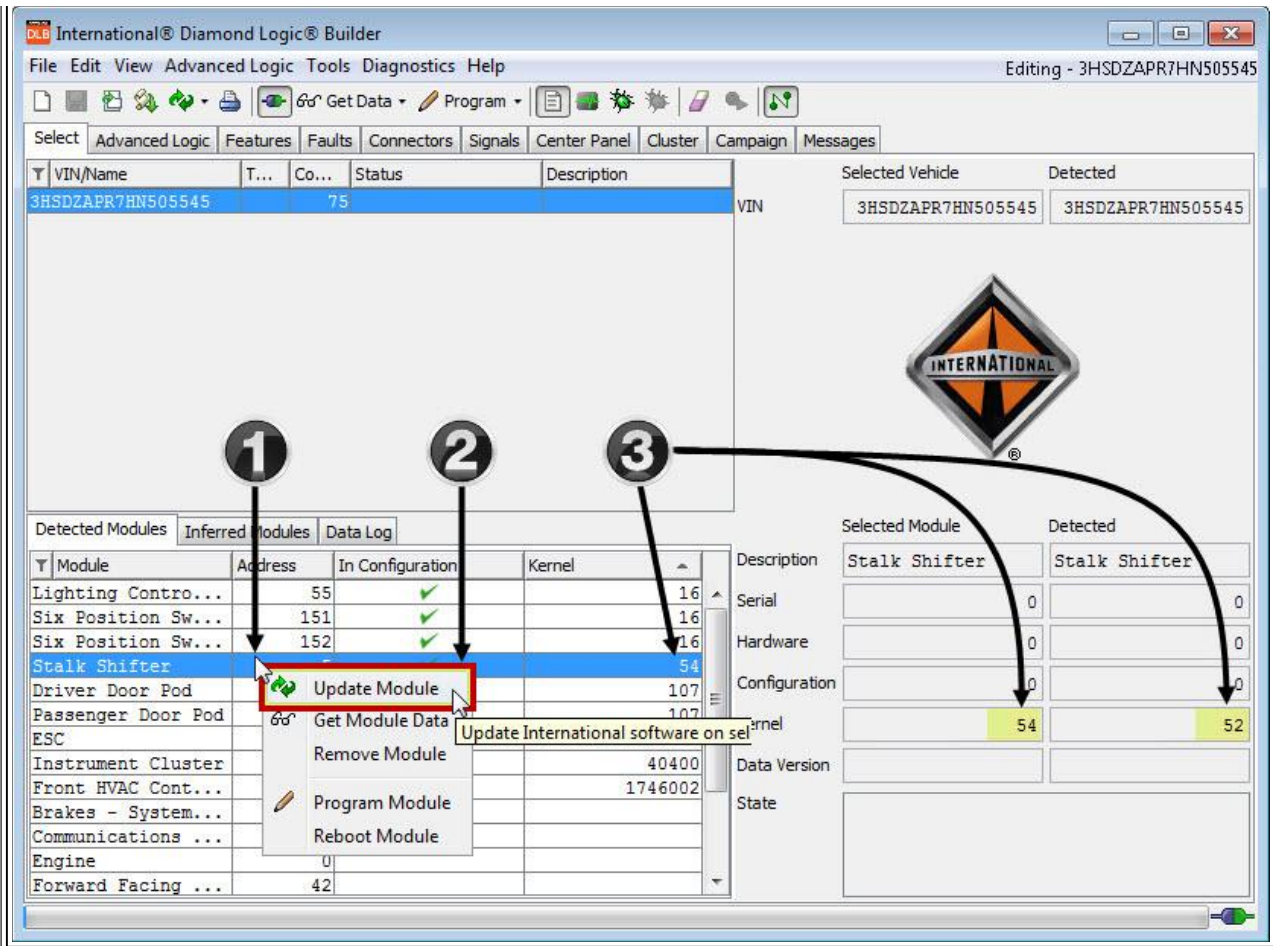 DLB International® Diamond Logic® Builder
File Edit View Advanced Logic Tools Diagnostics Help Editing - 3HSDZAPR7HN505545
Get Data Program
Select Advanced Logic Features Faults Connectors Signals Center Panel Cluster Campaign Messages
VIN/Name T... Co... Status Description Selected Vehicle Detected
3HSDZAPR7HN505545 75
VIN 3HSDZAPR7HN505545 3HSDZAPR7HN505545
INTERNATIONAL
®
1 2 3
Detected Modules Inferred Modules Data Log Selected Module Detected
Module Address In Configuration Kernel
Description Stalk Shifter Stalk Shifter
Lighting Contro... 55 16
Serial 0 0
Six Position Sw... 151 16
Six Position Sw... 152 16
Hardware 0 0
Stalk Shifter 54
Configuration 0 0
Driver Door Pod Update Module 107
Passenger Door Pod Get Module Data 107
Update International software on sel
54 52
ESC
Remove Module
Instrument Cluster 40400
Data Version
Front HVAC Cont... 1746002
Program Module
State
Brakes - System...
Communications ...
Reboot Module
Engine 0
Forward Facing ... 42